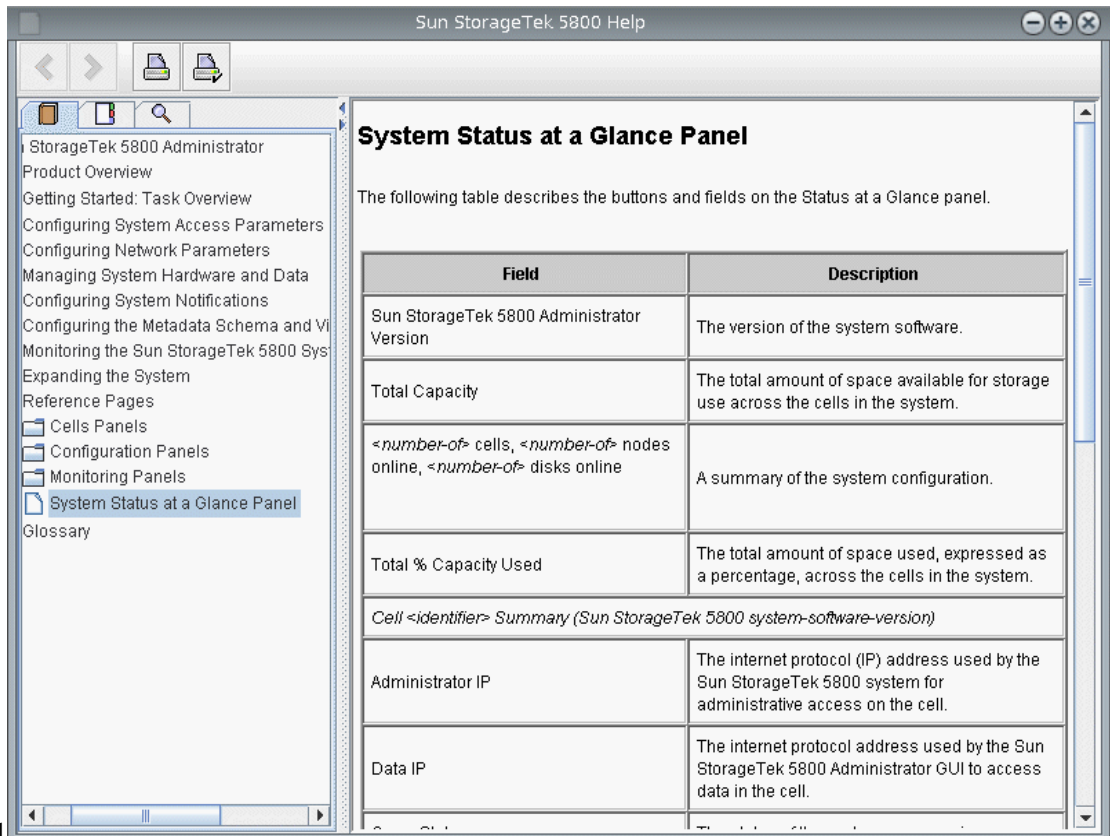 Sun StorageTek 5800 Help
StorageTek 5800 Administrator
Product Overview
Getting Started: Task Overview
Configuring System Access Parameters
Configuring Network Parameters
Managing System Hardware and Data
Configuring System Notifications
Configuring the Metadata Schema and Vi
Monitoring the Sun StorageTek 5800 Sys
Expanding the System
Reference Pages
Cells Panels
Configuration Panels
Monitoring Panels
System Status at a Glance Panel
Glossary
System Status at a Glance Panel
The following table describes the buttons and fields on the Status at a Glance panel.
Field
Description
Sun StorageTek 5800 Administrator
Version
The version of the system software.
Total Capacity
The total amount of space available for storage
use across the cells in the system.
<number-of> cells, <number-of> nodes
online, <number-of> disks online
A summary of the system configuration.
Total % Capacity Used
The total amount of space used, expressed as
a percentage, across the cells in the system.
Cell <identifier> Summary (Sun StorageTek 5800 system-software-version)
Administrator IP
The internet protocol (IP) address used by the
Sun StorageTek 5800 system for
administrative access on the cell.
Data IP
The internet protocol address used by the Sun
StorageTek 5800 Administrator GUI to access
data in the cell.